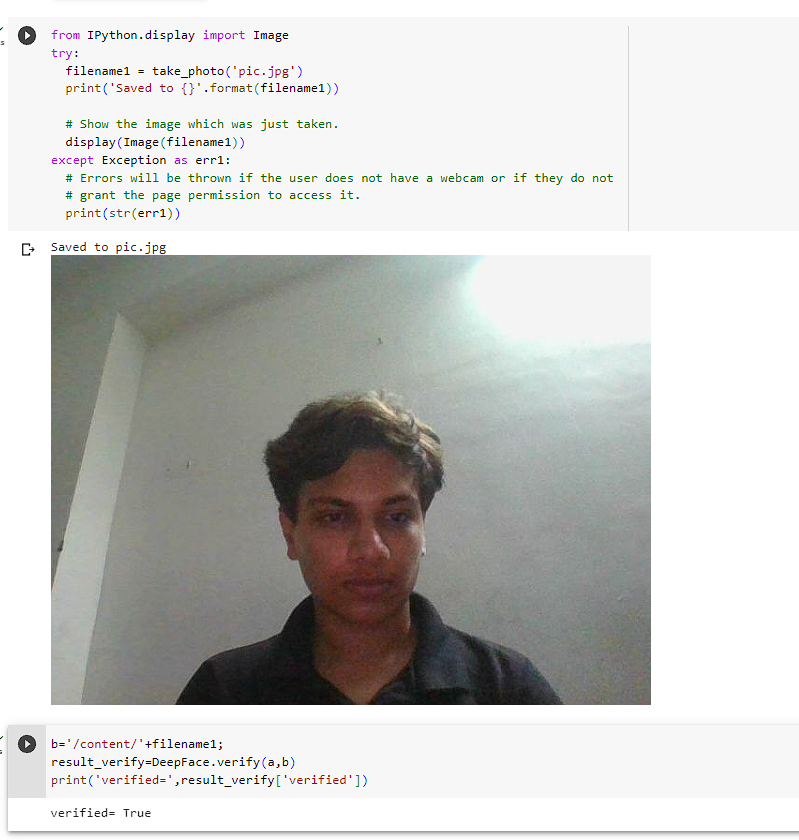 from IPython.display import Image
try:
  filename1 = take_photo('pic.jpg')
  print('Saved to {}'.format(filename1))
  # Show the image which was just taken.
  display(Image(filename1))
except Exception as err1:
  # Errors will be thrown if the user does not have a webcam or if they do not
  # grant the page permission to access it.
  print(str(err1))
Saved to pic.jpg
b='/content/'+filename1;
result_verify=DeepFace.verify(a,b)
print('verified=',result_verify['verified'])
verified= True